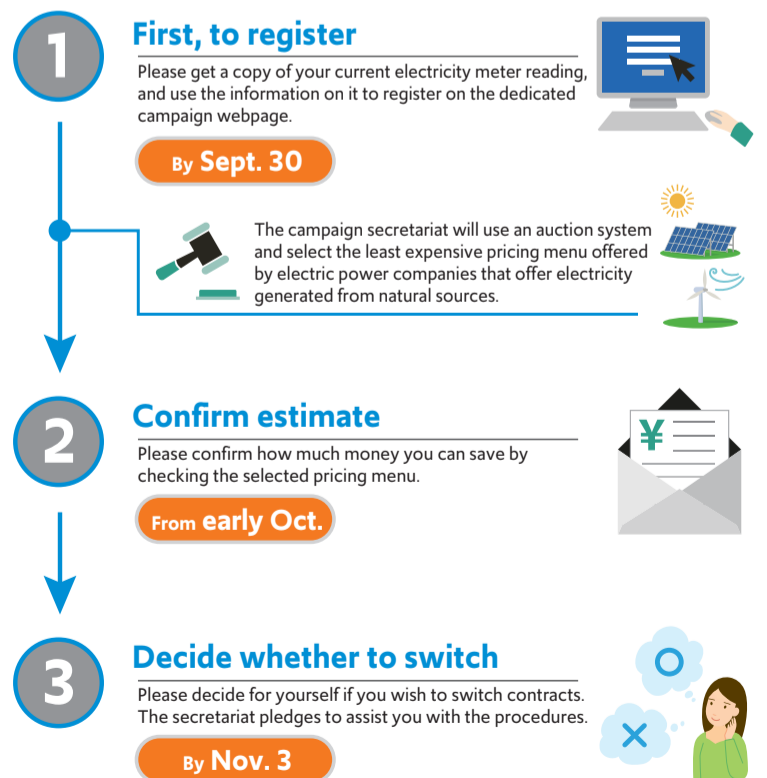 1
First, to register
Please get a copy of your current electricity meter reading,
and use the information on it to register on the dedicated
campaign webpage.
By Sept. 30
The campaign secretariat will use an auction system
and select the least expensive pricing menu offered
by electric power companies that offer electricity
generated from natural sources.
2
Confirm estimate
Please confirm how much money you can save by
checking the selected pricing menu.
From early Oct.
¥
3
Decide whether to switch
Please decide for yourself if you wish to switch contracts.
The secretariat pledges to assist you with the procedures.
By Nov. 3